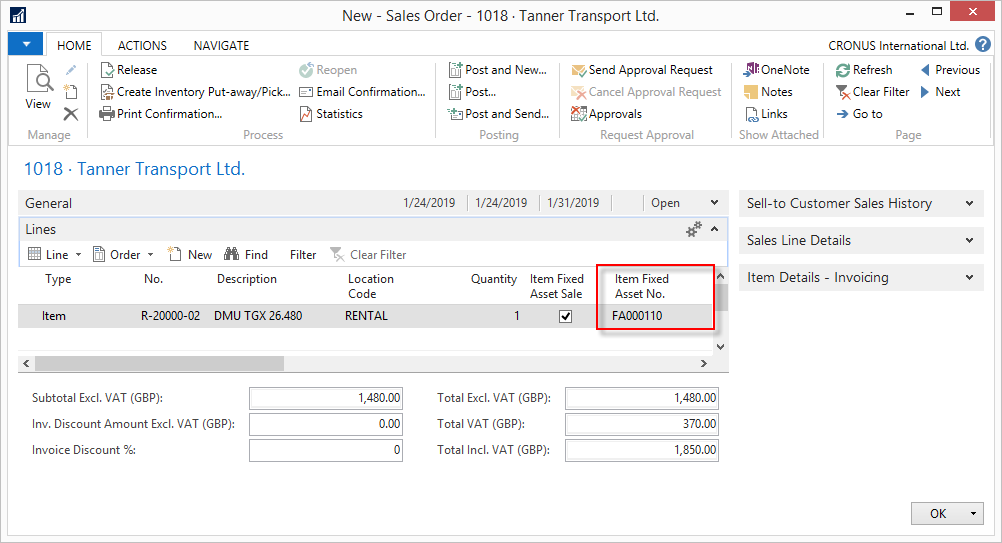 New - Sales Order - 1018 · Tanner Transport Ltd.
HOME ACTIONS NAVIGATE CRONUS International Ltd. ?
View
Manage
Release
Create Inventory Put-away/Pick...
Print Confirmation...
Reopen
Email Confirmation...
Statistics
Process
Post and New...
Post...
Post and Send...
Posting
Send Approval Request
Cancel Approval Request
Approvals
Request Approval
OneNote
Notes
Links
Show Attached
Refresh
Clear Filter
Go to
Previous
Next
Page
1018 · Tanner Transport Ltd.
General 1/24/2019 1/24/2019 1/31/2019 Open
Lines
Line Order New Find Filter Clear Filter
Type No. Description Location Code Quantity Item Fixed Asset Sale Item Fixed Asset No.
Item R-20000-02 DMU TGX 26.480 RENTAL 1 FA000110
Subtotal Excl. VAT (GBP): 1,480.00 Total Excl. VAT (GBP): 1,480.00
Inv. Discount Amount Excl. VAT (GBP): 0.00 Total VAT (GBP): 370.00
Invoice Discount %: 0 Total Incl. VAT (GBP): 1,850.00
Sell-to Customer Sales History
Sales Line Details
Item Details - Invoicing
OK